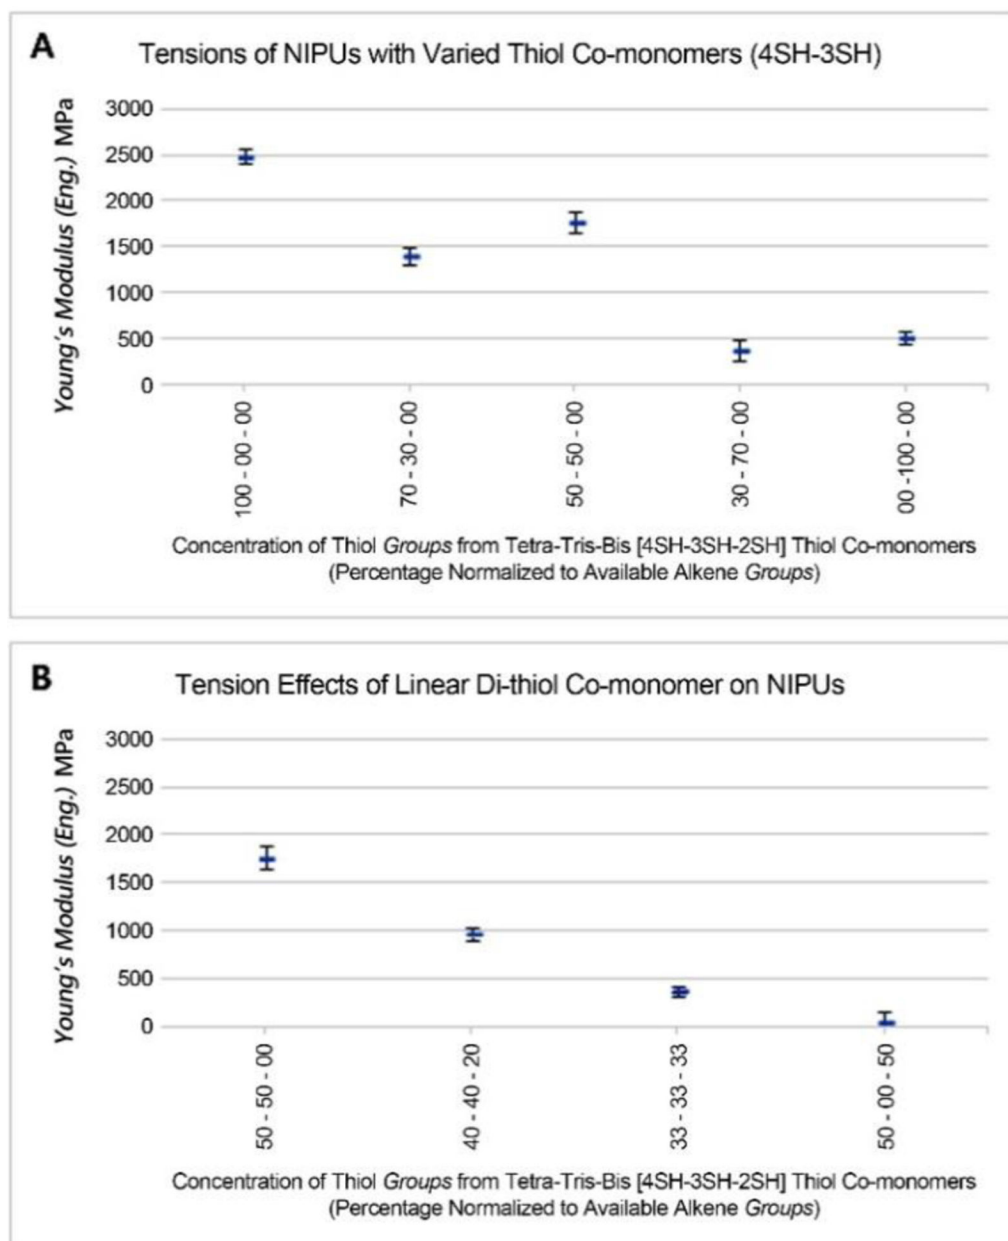 A
Tensions of NIPUs with Varied Thiol Co-monomers (4SH-3SH)
Young's Modulus (Eng.) MPa
3000
2500
2000
1500
1000
500
0
100 - 00 - 00
70 - 30 - 00
50 - 50 - 00
30 - 70 - 00
00 -100 - 00
Concentration of Thiol Groups from Tetra-Tris-Bis [4SH-3SH-2SH] Thiol Co-monomers
(Percentage Normalized to Available Alkene Groups)
B
Tension Effects of Linear Di-thiol Co-monomer on NIPUs
Young's Modulus (Eng.) MPa
3000
2500
2000
1500
1000
500
0
50 - 50 - 00
40 - 40 - 20
33 - 33 - 33
50 - 00 - 50
Concentration of Thiol Groups from Tetra-Tris-Bis [4SH-3SH-2SH] Thiol Co-monomers
(Percentage Normalized to Available Alkene Groups)